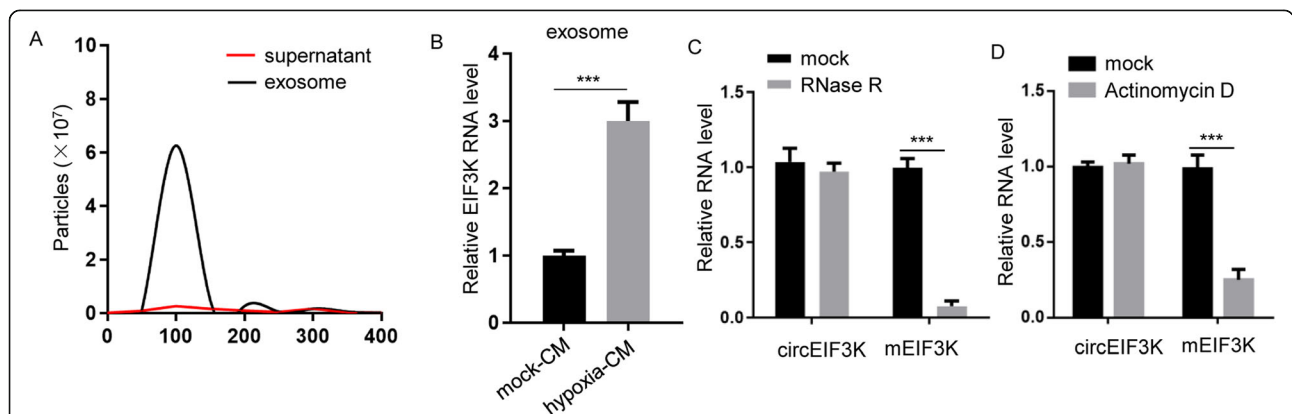 A
supernatant
exosome
Particles (×10⁷)
10
8
6
4
2
0
0 100 200 300 400
B
exosome
***
Relative EIF3K RNA level
4
3
2
1
0
mock-CM
hypoxia-CM
C
mock
RNase R
***
Relative RNA level
1.5
1.0
0.5
0.0
circEIF3K mEIF3K
D
mock
Actinomycin D
***
Relative RNA level
1.5
1.0
0.5
0.0
circEIF3K mEIF3K